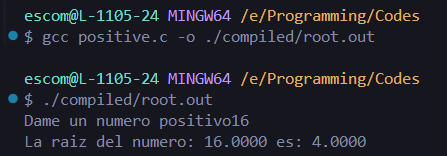 escom@L-1105-24 MINGW64 /e/Programming/Codes
$ gcc positive.c -o ./compiled/root.out
escom@L-1105-24 MINGW64 /e/Programming/Codes
$ ./compiled/root.out
Dame un numero positivo16
La raiz del numero: 16.0000 es: 4.0000